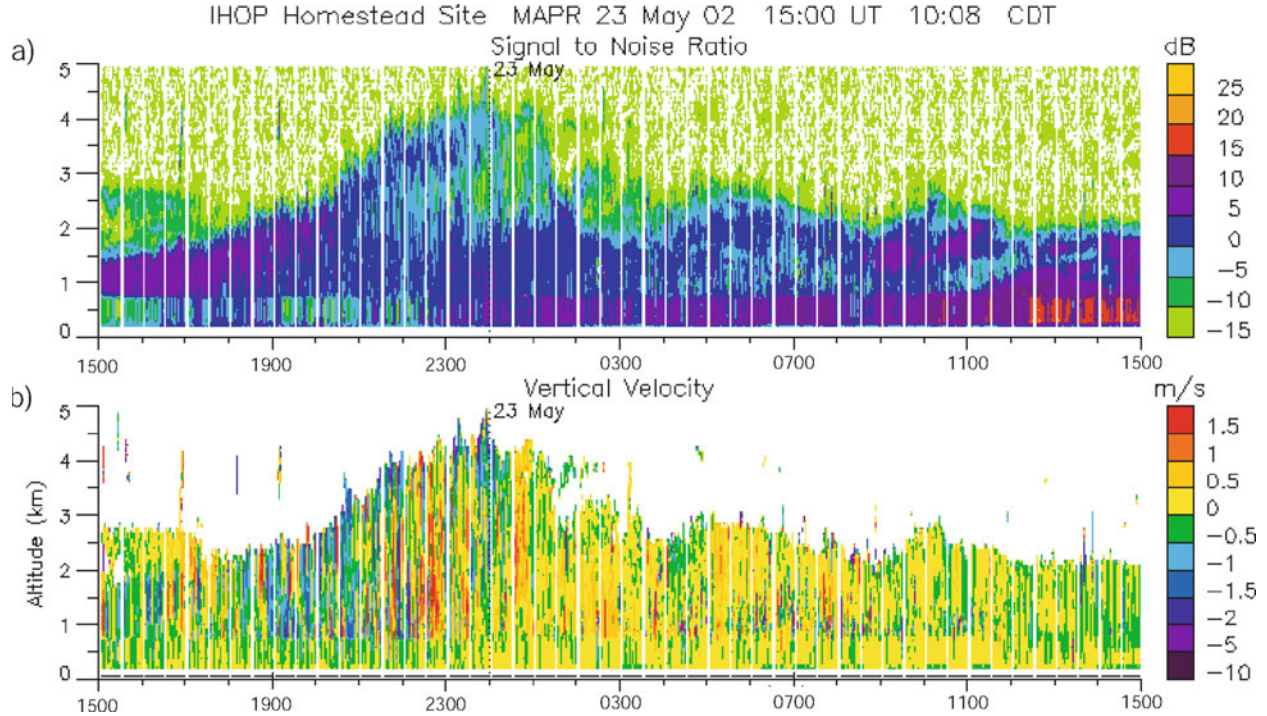 IHOP Homestead Site MAPR 23 May 02 15:00 UT 10:08 CDT
a)
Signal to Noise Ratio
dB
23 May
5
4
3
2
1
0
25
20
15
10
5
0
−5
−10
−15
1500 1900 2300 0300 0700 1100 1500
b)
Vertical Velocity
m/s
23 May
Altitude (km)
5
4
3
2
1
0
1.5
1
0.5
0
−0.5
−1
−1.5
−2
−5
−10
1500 1900 2300 0300 0700 1100 1500